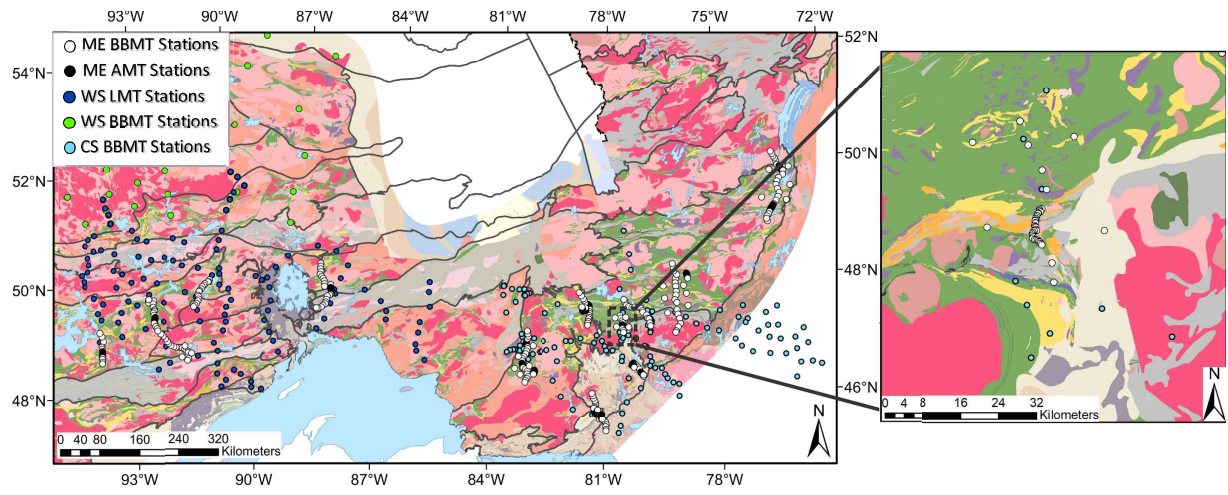 93°W 90°W 87°W 84°W 81°W 78°W 75°W 72°W
ME BBMT Stations
ME AMT Stations
WS LMT Stations
WS BBMT Stations
CS BBMT Stations
54°N
52°N
50°N
48°N
52°N
50°N
48°N
46°N
0 40 80 160 240 320
Kilometers
N
93°W 90°W 87°W 84°W 81°W 78°W
0 4 8 16 24 32
Kilometers
N